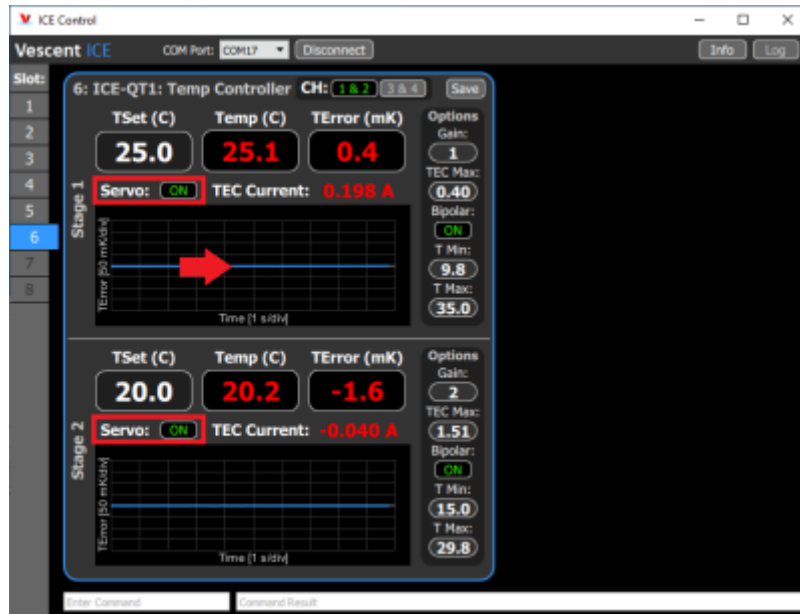 ICE Control
Vescent ICE COM Port: COM17 Disconnect Info Log
Slot:
1
2
3
4
5
6
7
8
6: ICE-QT1: Temp Controller CH: 1 & 2 3 & 4 Save
TSet (C) Temp (C) TError (mK)
25.0 25.1 0.4
Servo: ON TEC Current: 0.198 A
Stage 1
TError [50 mK/div]
Time [1 s/div]
Options
Gain:
1
TEC Max:
0.40
Bipolar:
ON
T Min:
9.8
T Max:
35.0
TSet (C) Temp (C) TError (mK)
20.0 20.2 -1.6
Servo: ON TEC Current: -0.040 A
Stage 2
TError [50 mK/div]
Time [1 s/div]
Options
Gain:
2
TEC Max:
1.51
Bipolar:
ON
T Min:
15.0
T Max:
29.8
Enter Command Command Result